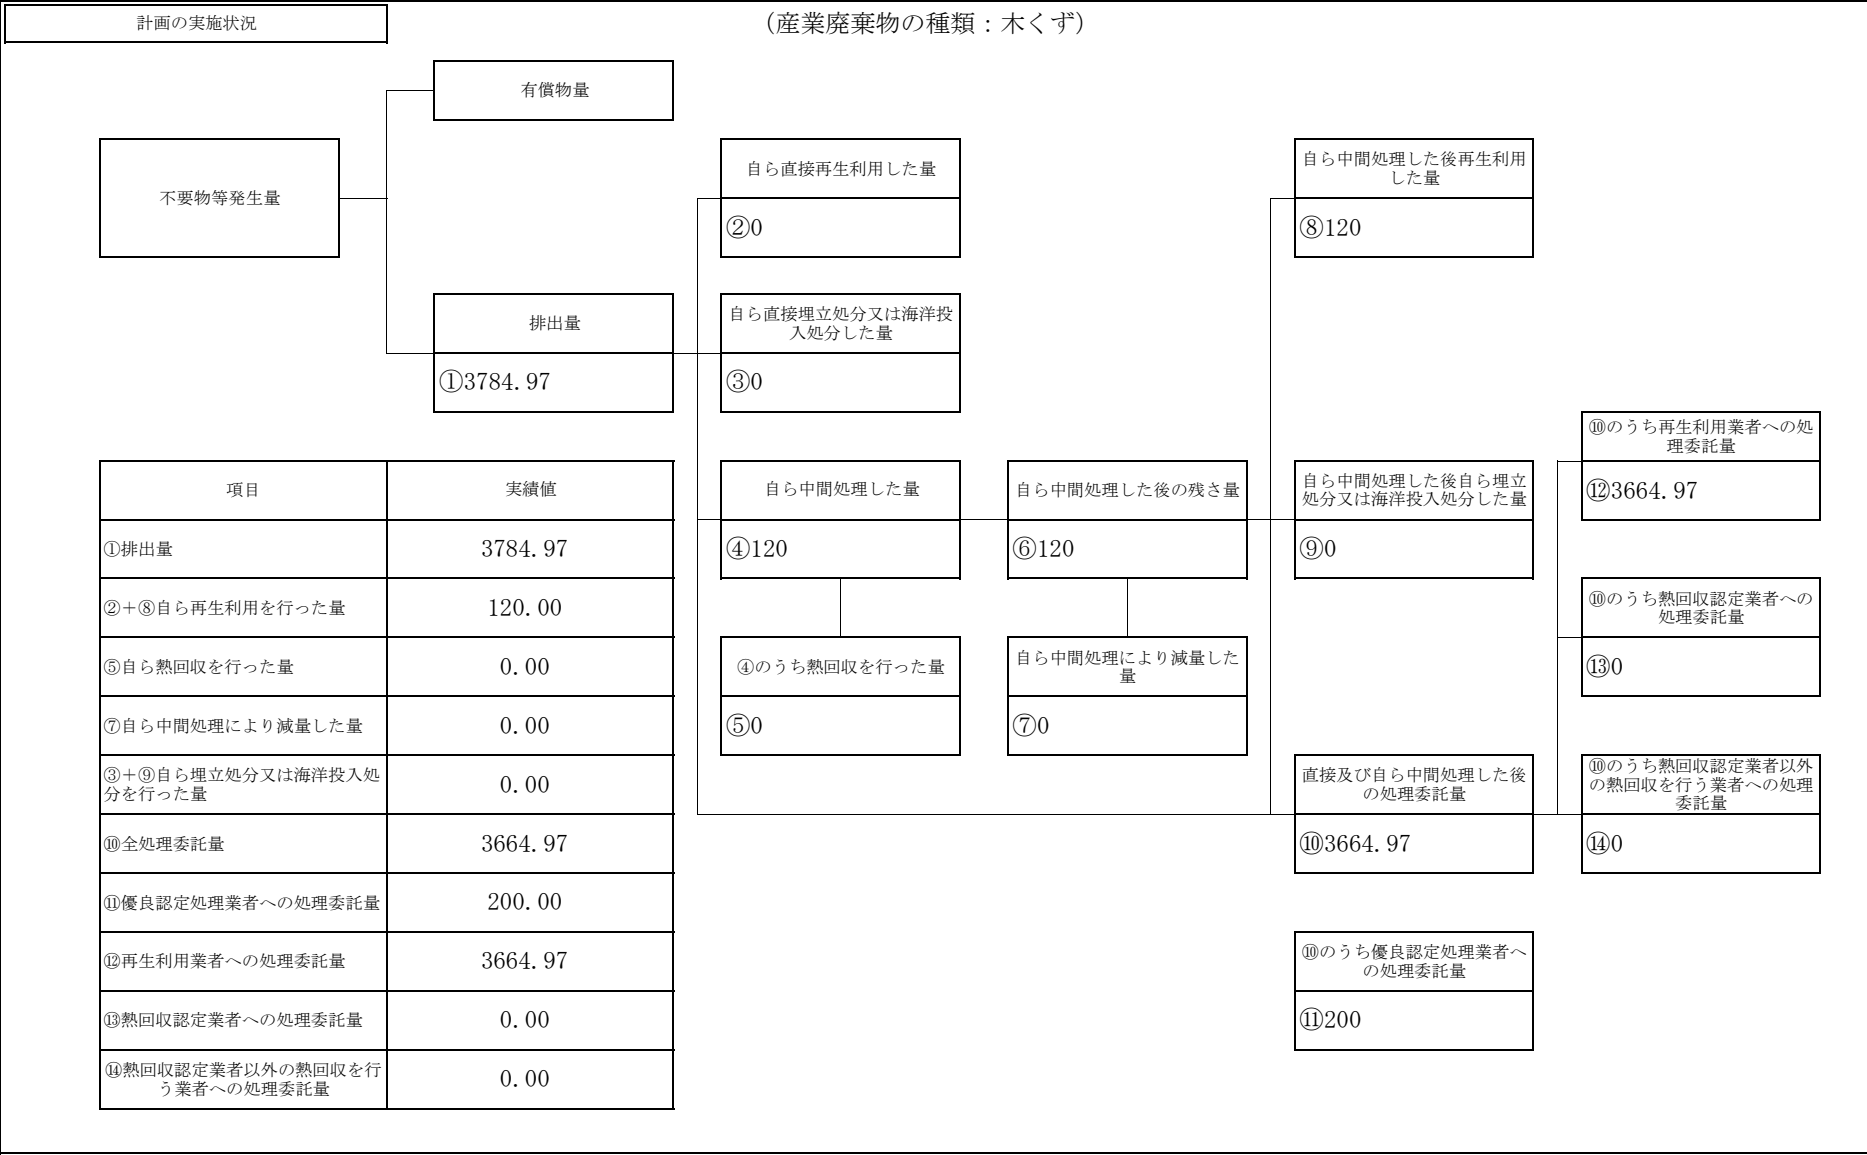 計画の実施状況
（産業廃棄物の種類：木くず）
有償物量
不要物等発生量
排出量
①3784.97
自ら直接再生利用した量
②0
自ら直接埋立処分又は海洋投
入処分した量
③0
自ら中間処理した後再生利用
した量
⑧120
自ら中間処理した量
④120
自ら中間処理した後の残さ量
⑥120
自ら中間処理した後自ら埋立
処分又は海洋投入処分した量
⑨0
⑩のうち再生利用業者への処
理委託量
⑫3664.97
⑩のうち熱回収認定業者への
処理委託量
⑬0
④のうち熱回収を行った量
⑤0
自ら中間処理により減量した
量
⑦0
直接及び自ら中間処理した後
の処理委託量
⑩3664.97
⑩のうち熱回収認定業者以外
の熱回収を行う業者への処理
委託量
⑭0
⑩のうち優良認定処理業者へ
の処理委託量
⑪200
項目 実績値
①排出量 3784.97
②＋⑧自ら再生利用を行った量 120.00
⑤自ら熱回収を行った量 0.00
⑦自ら中間処理により減量した量 0.00
③＋⑨自ら埋立処分又は海洋投入処
分を行った量 0.00
⑩全処理委託量 3664.97
⑪優良認定処理業者への処理委託量 200.00
⑫再生利用業者への処理委託量 3664.97
⑬熱回収認定業者への処理委託量 0.00
⑭熱回収認定業者以外の熱回収を行
う業者への処理委託量 0.00